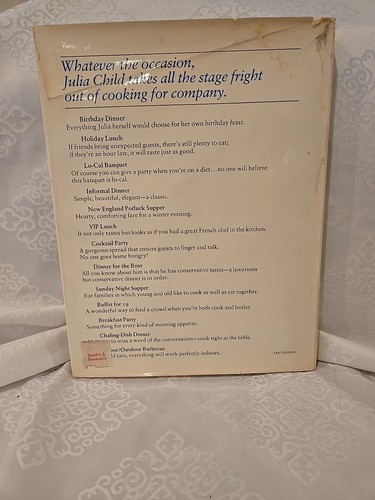 Whatever the occasion,
Julia Child takes all the stage fright
out of cooking for company.
Birthday Dinner
Everything Julia herself would choose for her own birthday feast.
Holiday Lunch
If friends bring unexpected guests, there's still plenty to eat;
if they're an hour late, it will taste just as good.
Lo-Cal Banquet
Of course you can give a party when you're on a diet...no one will believe
this banquet is lo-cal.
Informal Dinner
Simple, beautiful, elegant—a classic.
New England Potluck Supper
Hearty, comforting fare for a winter evening.
VIP Lunch
It not only tastes but looks as if you had a great French chef in the kitchen.
Cocktail Party
A gorgeous spread that entices guests to linger and talk.
No one goes home hungry!
Dinner for the Boss
All you know about him is that he has conservative tastes—a luxurious
but conservative dinner is in order.
Sunday Night Supper
For families in which young and old like to cook as well as eat together.
Buffet for 19
A wonderful way to feed a crowd when you're both cook and butler.
Breakfast Party
Something for every kind of morning appetite.
Chafing-Dish Dinner
to miss a word of the conversation—cook right at the table.
oor/Outdoor Barbecue
ld rain, everything will work perfectly indoors.